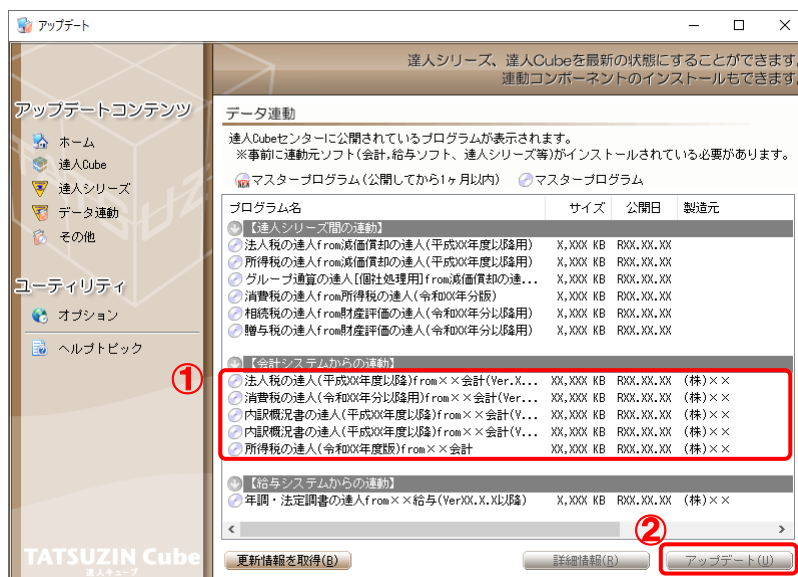 アップデート
達人シリーズ、達人Cubeを最新の状態にすることができます。
連動コンポーネントのインストールもできます。
アップデートコンテンツ
ホーム
達人Cube
達人シリーズ
データ連動
その他
ユーティリティ
オプション
ヘルプトピック
TATSUZIN Cube
達人キューブ
データ連動
達人Cubeセンターに公開されているプログラムが表示されます。
※事前に連動元ソフト(会計,給与ソフト、達人シリーズ等)がインストールされている必要があります。
マスタープログラム(公開してから1ヶ月以内) マスタープログラム
プログラム名 サイズ 公開日 製造元
【達人シリーズ間の連動】
法人税の達人from減価償却の達人(平成XX年度以降用) X,XXX KB RXX.XX.XX
所得税の達人from減価償却の達人(平成XX年度以降用) X,XXX KB RXX.XX.XX
グループ通算の達人[個社処理用]from減価償却の達... X,XXX KB RXX.XX.XX
消費税の達人from所得税の達人(令和XX年分版) X,XXX KB RXX.XX.XX
相続税の達人from財産評価の達人(令和XX年分以降用) X,XXX KB RXX.XX.XX
贈与税の達人from財産評価の達人(令和XX年分以降用) X,XXX KB RXX.XX.XX
【会計システムからの連動】
①
法人税の達人(平成XX年度以降)from××会計(Ver.X... XX,XXX KB RXX.XX.XX (株)××
消費税の達人(令和XX年分以降用)from××会計(Ver... XX,XXX KB RXX.XX.XX (株)××
内訳概況書の達人(平成XX年度以降)from××会計(V... XX,XXX KB RXX.XX.XX (株)××
内訳概況書の達人(平成XX年度以降)from××会計(V... XX,XXX KB RXX.XX.XX (株)××
所得税の達人(令和XX年度版)from××会計 XX,XXX KB RXX.XX.XX (株)××
【給与システムからの連動】
年調・法定調書の達人from××給与(VerXX.X.X以降) X,XXX KB RXX.XX.XX (株)××
②
更新情報を取得(B) 詳細情報(R) アップデート(U)